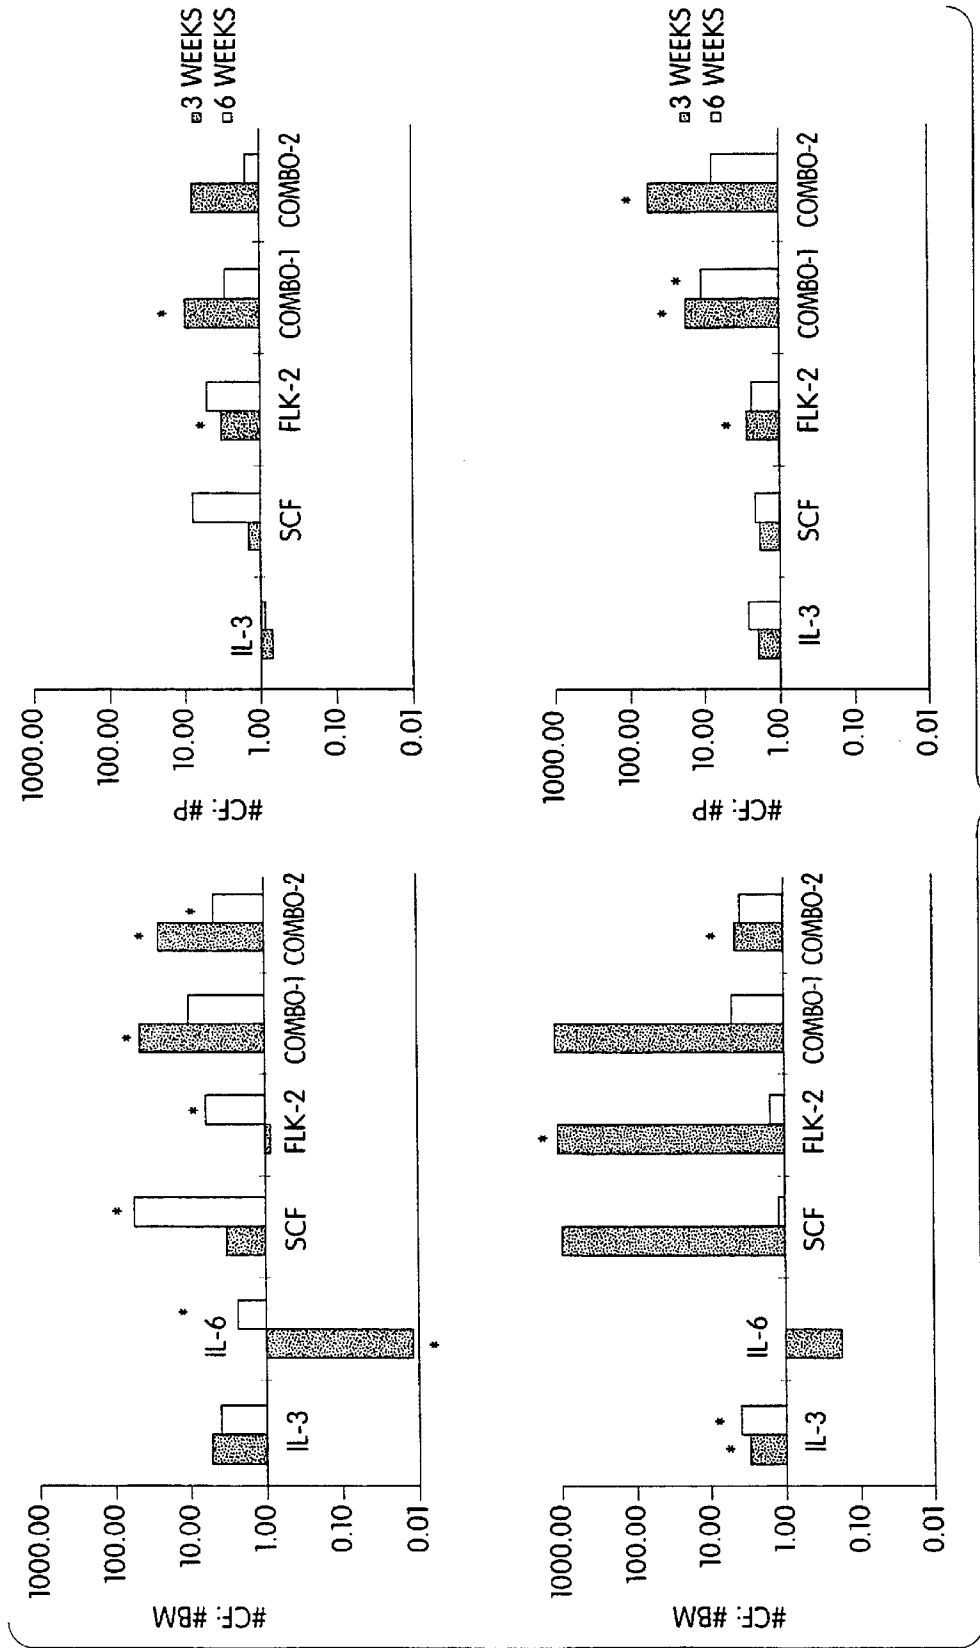 1000.00
100.00
10.00
1.00
0.10
0.01
#CF: #BM
IL-3
IL-6
SCF
FLK-2
COMBO-1
COMBO-2
*
*
*
*
*
*
*
1000.00
10.00
1.00
0.10
0.01
#CF: #P
IL-3
SCF
FLK-2
COMBO-1
COMBO-2
*
*
3 WEEKS
6 WEEKS
1000.00
100.00
10.00
1.00
0.10
0.01
#CF: #BM
IL-3
IL-6
SCF
FLK-2
COMBO-1
COMBO-2
*
*
*
*
1000.00
100.00
10.00
1.00
0.10
0.01
#CF: #P
IL-3
SCF
FLK-2
COMBO-1
COMBO-2
*
*
*
*
3 WEEKS
6 WEEKS